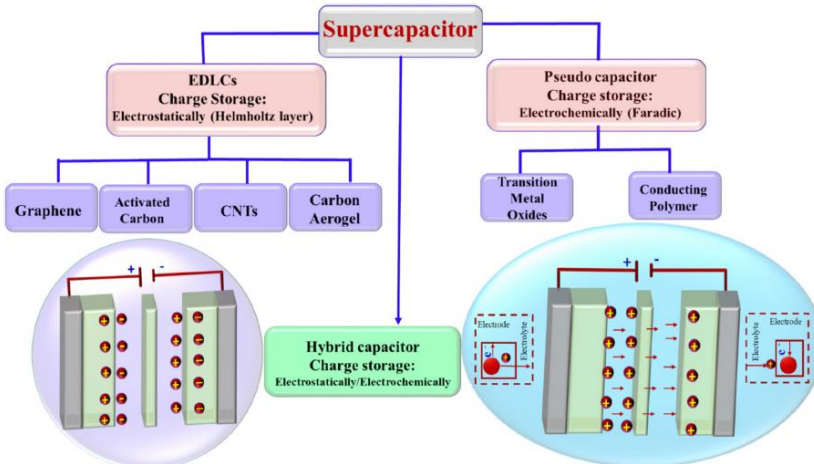 Supercapacitor
EDLCs
Charge Storage:
Electrostatically (Helmholtz layer)
Pseudo capacitor
Charge storage:
Electrochemically (Faradic)
Graphene
Activated
Carbon
CNTs
Carbon
Aerogel
Transition
Metal
Oxides
Conducting
Polymer
+ -
+ -
Hybrid capacitor
Charge storage:
Electrostatically/Electrochemically
Electrode
Electrolyte
e-
Electrode
Electrolyte
e-